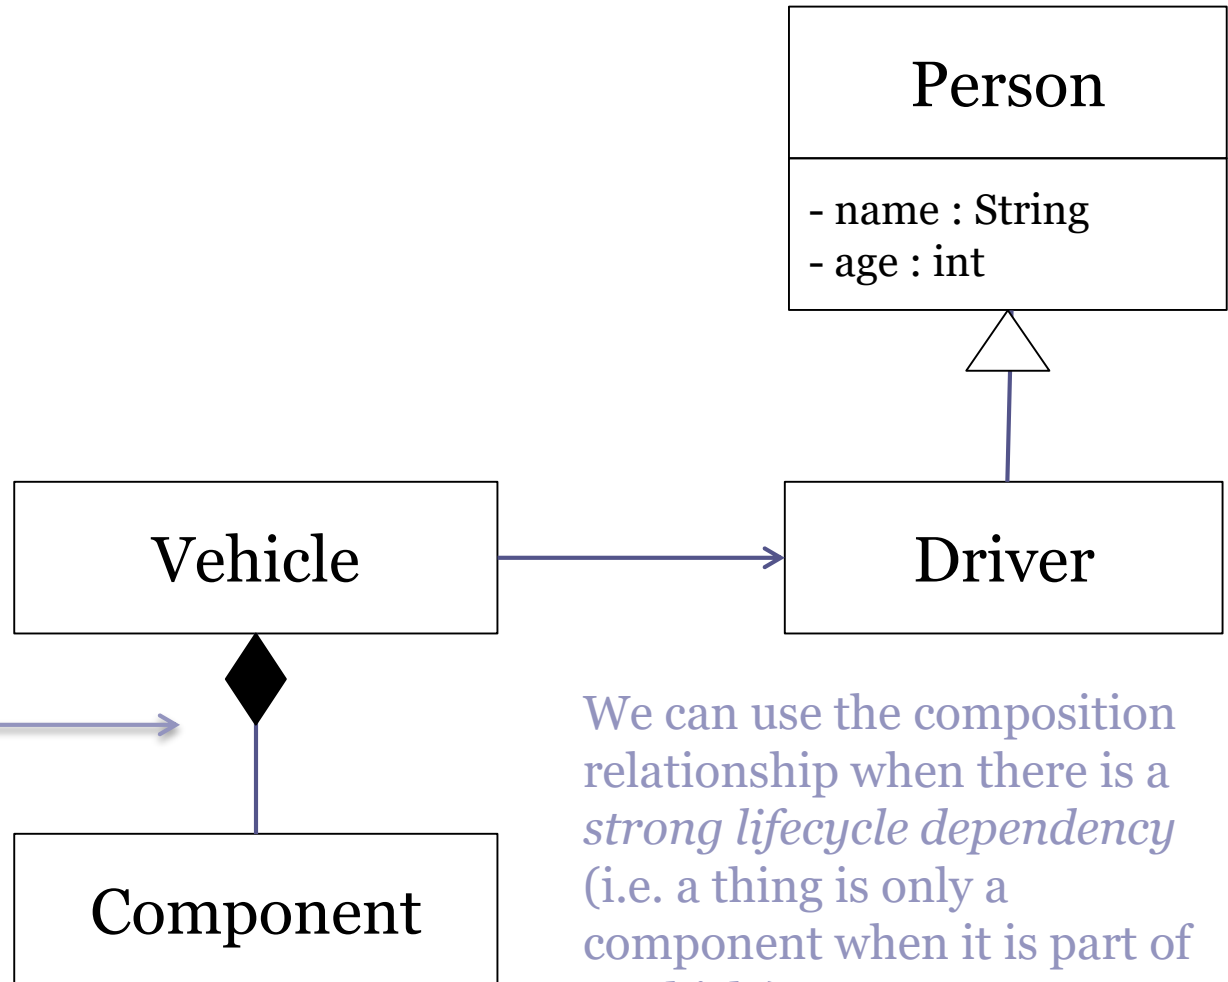 Person
- name : String
- age : int
Vehicle
Driver
We can use the composition
relationship when there is a
strong lifecycle dependency
(i.e. a thing is only a
component when it is part of
Component